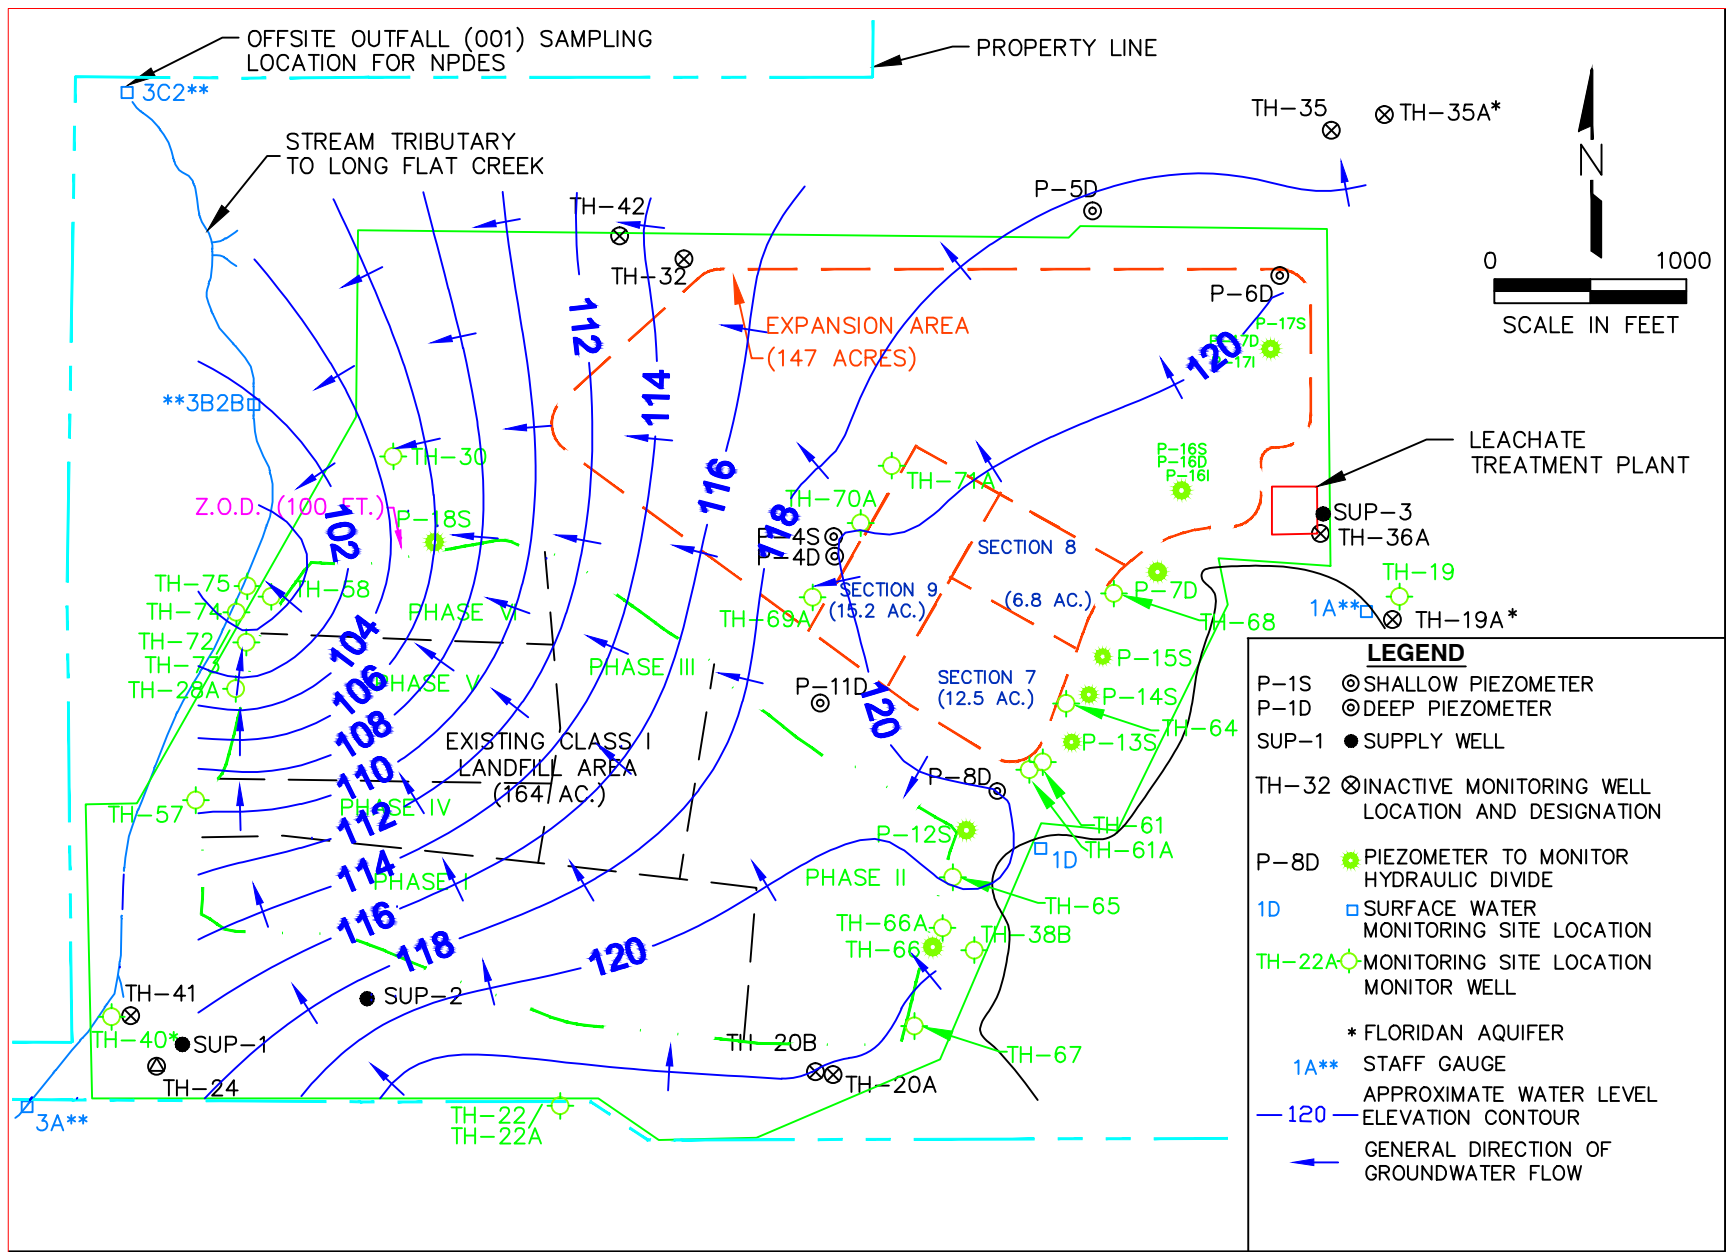 OFFSITE OUTFALL (001) SAMPLING
LOCATION FOR NPDES
PROPERTY LINE
3C2**
STREAM TRIBUTARY
TO LONG FLAT CREEK
TH-35
TH-35A*
N
P-5D
TH-42
TH-32
0 1000
SCALE IN FEET
P-6D
P-17S
P-17D
P-17I
EXPANSION AREA
(147 ACRES)
112
114
120
**3B2B
TH-30
LEACHATE
TREATMENT PLANT
116
P-16S
P-16D
P-16I
TH-71A
TH-70A
Z.O.D. (100 FT.)
P-18S
102
118
P-4S
P-4D
SUP-3
TH-36A
SECTION 8
(6.8 AC.)
SECTION 9
(15.2 AC.)
P-7D
TH-19
1A**
TH-19A*
TH-75
TH-58
TH-74
TH-72
TH-73
TH-28A
PHASE VI
TH-69A
TH-68
104
106
108
110
112
114
116
118
120
PHASE III
PHASE V
P-15S
SECTION 7
(12.5 AC.)
P-14S
P-11D
120
TH-64
P-13S
EXISTING CLASS I
LANDFILL AREA
(164 AC.)
P-8D
PHASE IV
TH-57
TH-61
TH-61A
P-12S
1D
PHASE I
PHASE II
TH-65
TH-66A
TH-66
TH-38B
TH-41
SUP-2
TH-40*
SUP-1
TH-24
TH-20B
TH-20A
TH-67
3A**
TH-22/
TH-22A
LEGEND
P-1S SHALLOW PIEZOMETER
P-1D DEEP PIEZOMETER
SUP-1 SUPPLY WELL
TH-32 INACTIVE MONITORING WELL
LOCATION AND DESIGNATION
P-8D PIEZOMETER TO MONITOR
HYDRAULIC DIVIDE
1D SURFACE WATER
MONITORING SITE LOCATION
TH-22A MONITORING SITE LOCATION
MONITOR WELL
* FLORIDAN AQUIFER
1A** STAFF GAUGE
120 APPROXIMATE WATER LEVEL
ELEVATION CONTOUR
GENERAL DIRECTION OF
GROUNDWATER FLOW